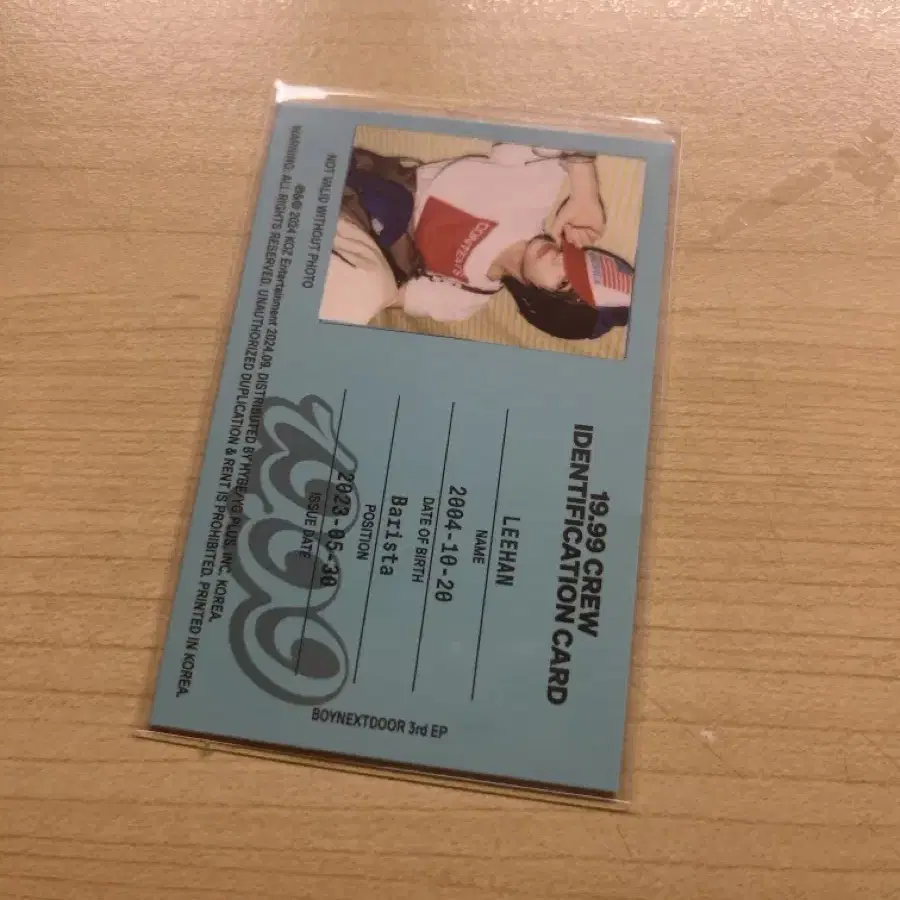 19.99 CREW
IDENTIFICATION CARD
LEEHAN
NAME
2004-10-20
DATE OF BIRTH
Barista
POSITION
2023-05-30
ISSUE DATE
BOYNEXTDOOR 3rd EP
NOT VALID WITHOUT PHOTO
℗&© 2024 KOZ Entertainment 2024.09. DISTRIBUTED BY HYBE/YG PLUS, INC, KOREA.
WARNING: ALL RIGHTS RESERVED. UNAUTHORIZED DUPLICATION & RENT IS PROHIBITED. PRINTED IN KOREA.